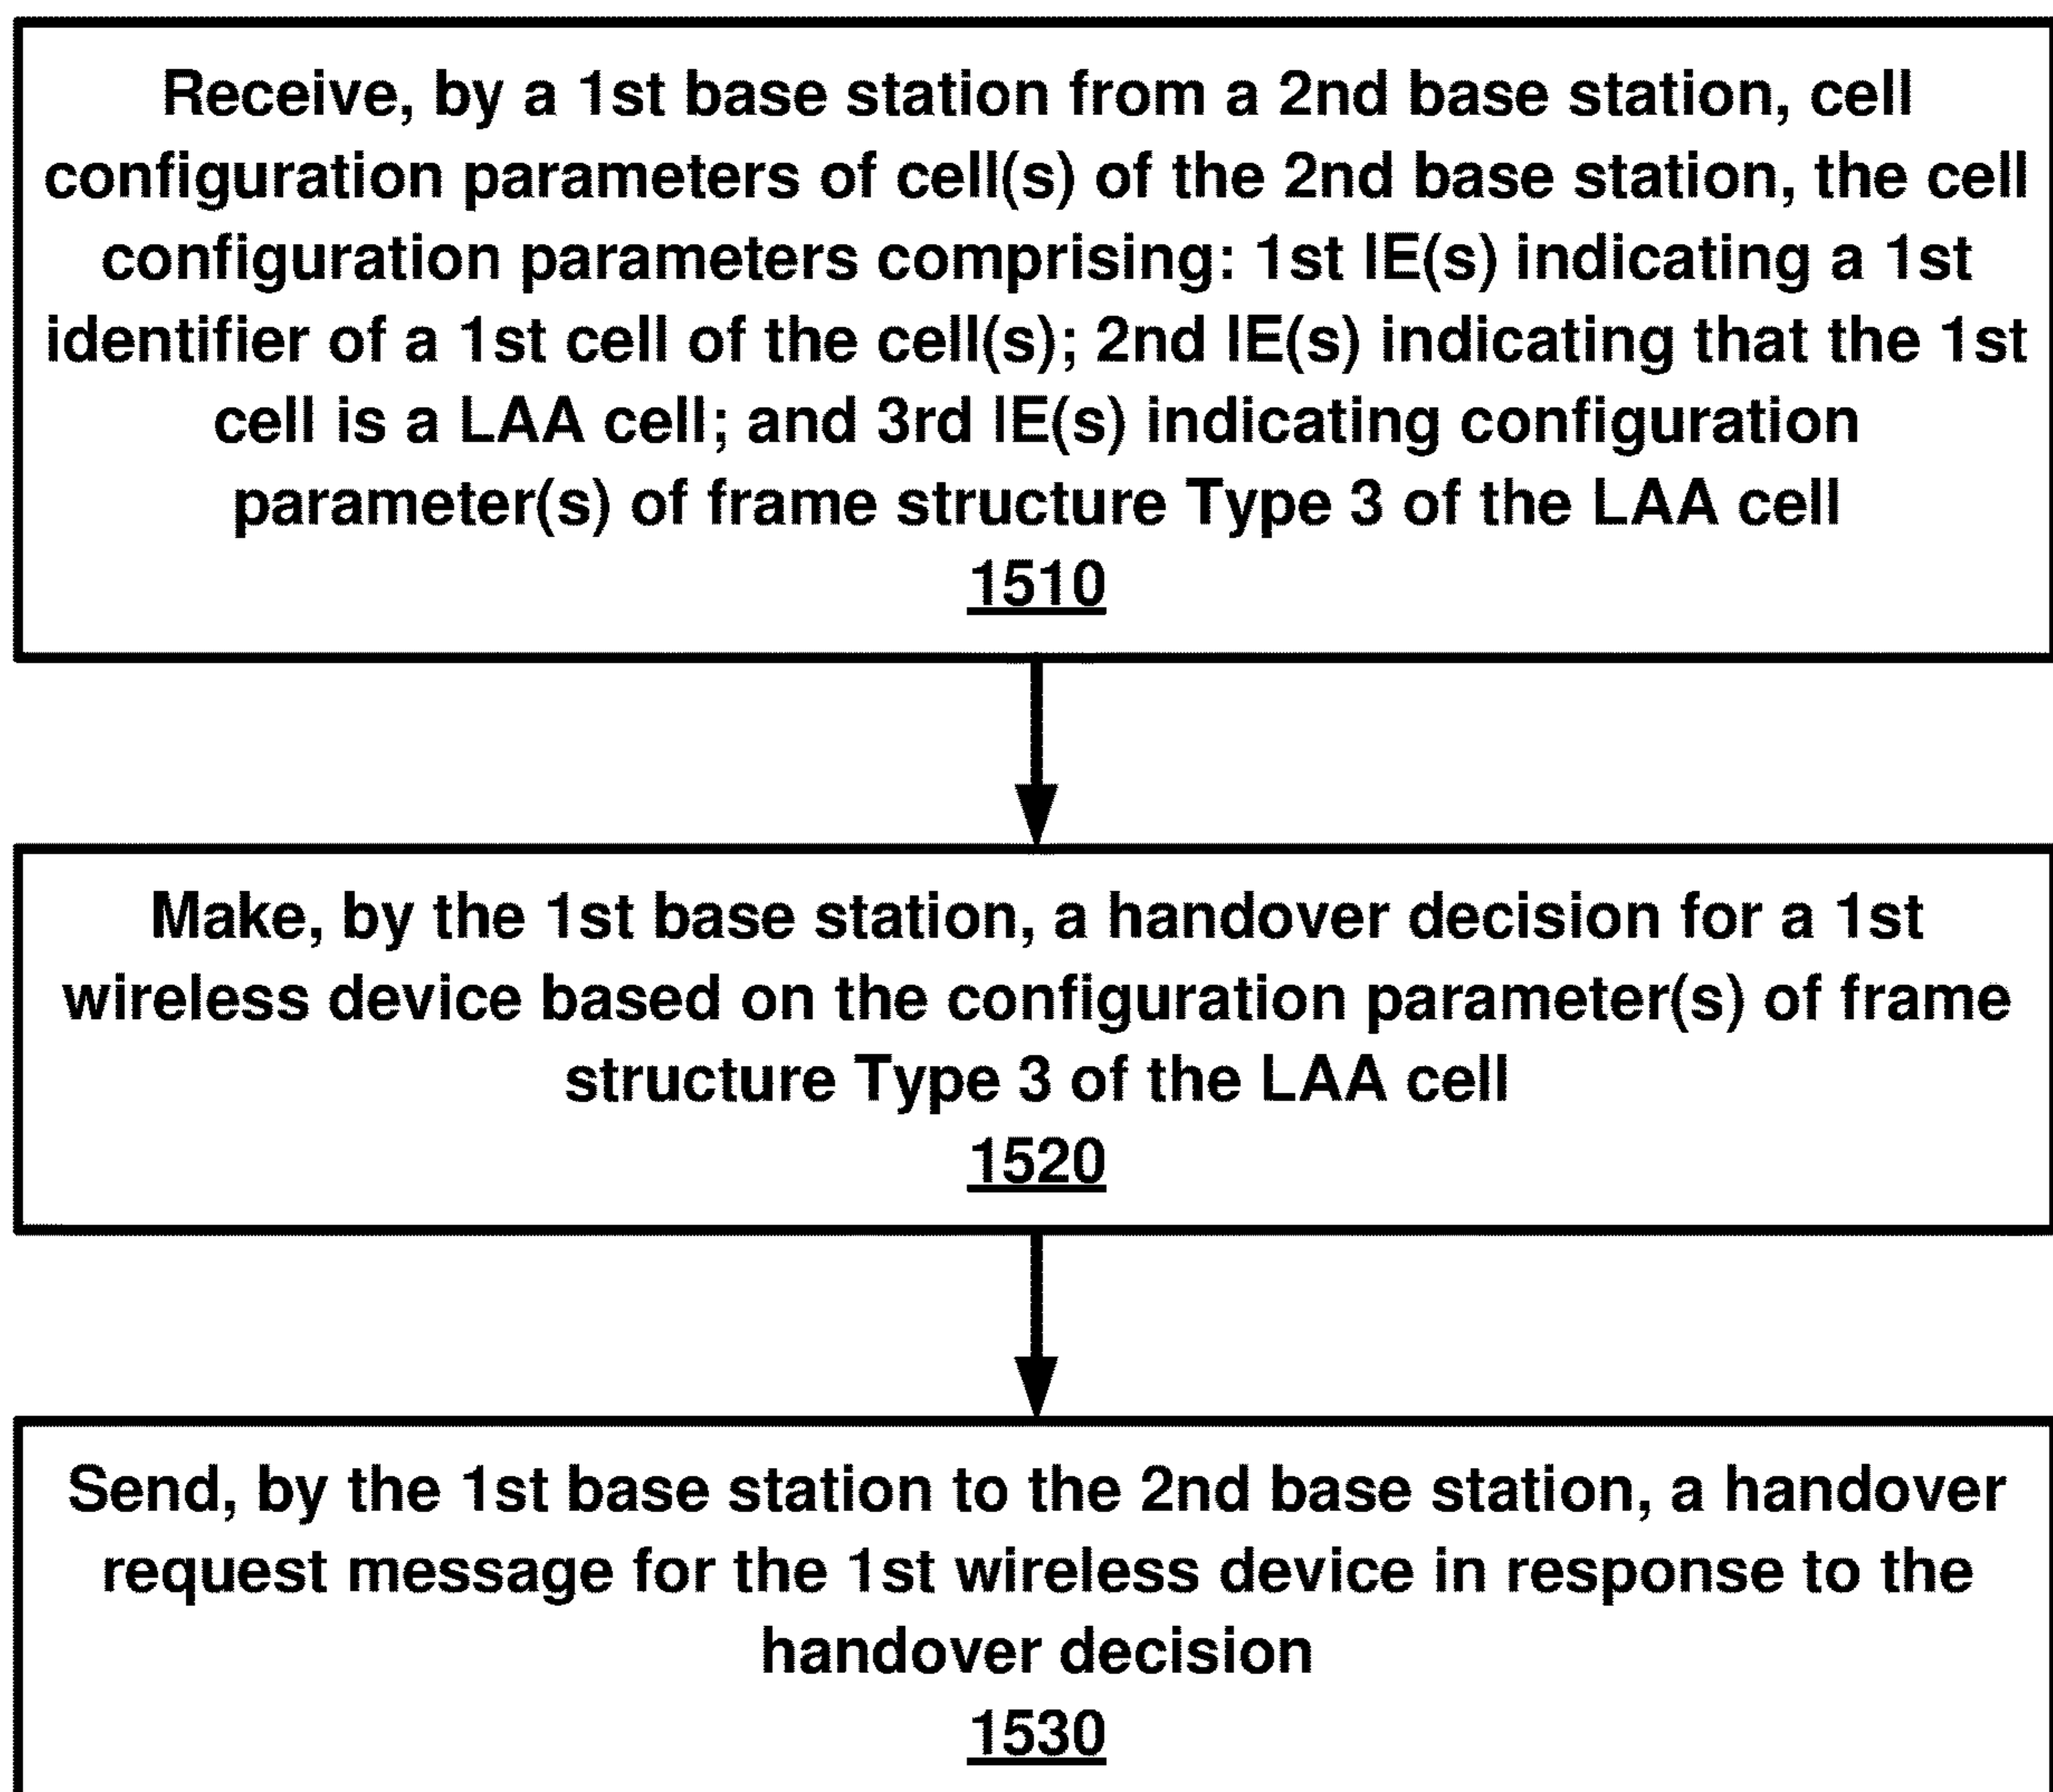 Receive, by a 1st base station from a 2nd base station, cell
configuration parameters of cell(s) of the 2nd base station, the cell
configuration parameters comprising: 1st IE(s) indicating a 1st
identifier of a 1st cell of the cell(s); 2nd IE(s) indicating that the 1st
cell is a LAA cell; and 3rd IE(s) indicating configuration
parameter(s) of frame structure Type 3 of the LAA cell
1510
Make, by the 1st base station, a handover decision for a 1st
wireless device based on the configuration parameter(s) of frame
structure Type 3 of the LAA cell
1520
Send, by the 1st base station to the 2nd base station, a handover
request message for the 1st wireless device in response to the
handover decision
1530